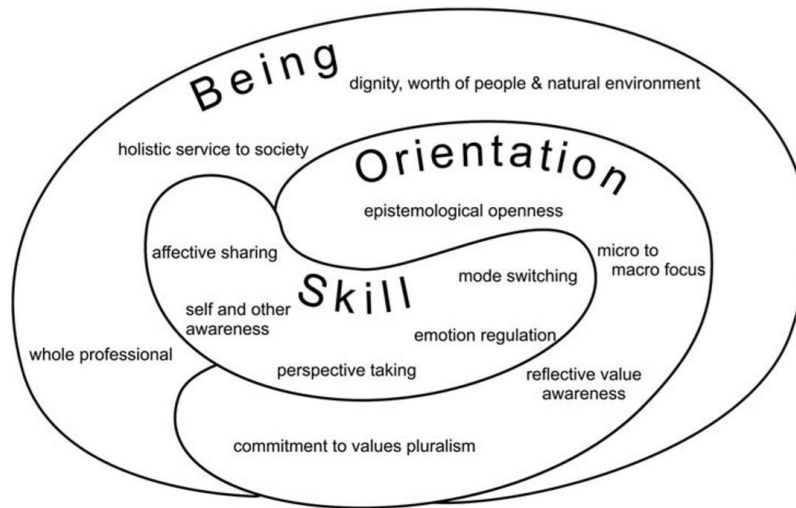 Being
dignity, worth of people & natural environment
holistic service to society
Orientation
epistemological openness
affective sharing
micro to
macro focus
mode switching
Skill
self and other
awareness
emotion regulation
whole professional
perspective taking
reflective value
awareness
commitment to values pluralism